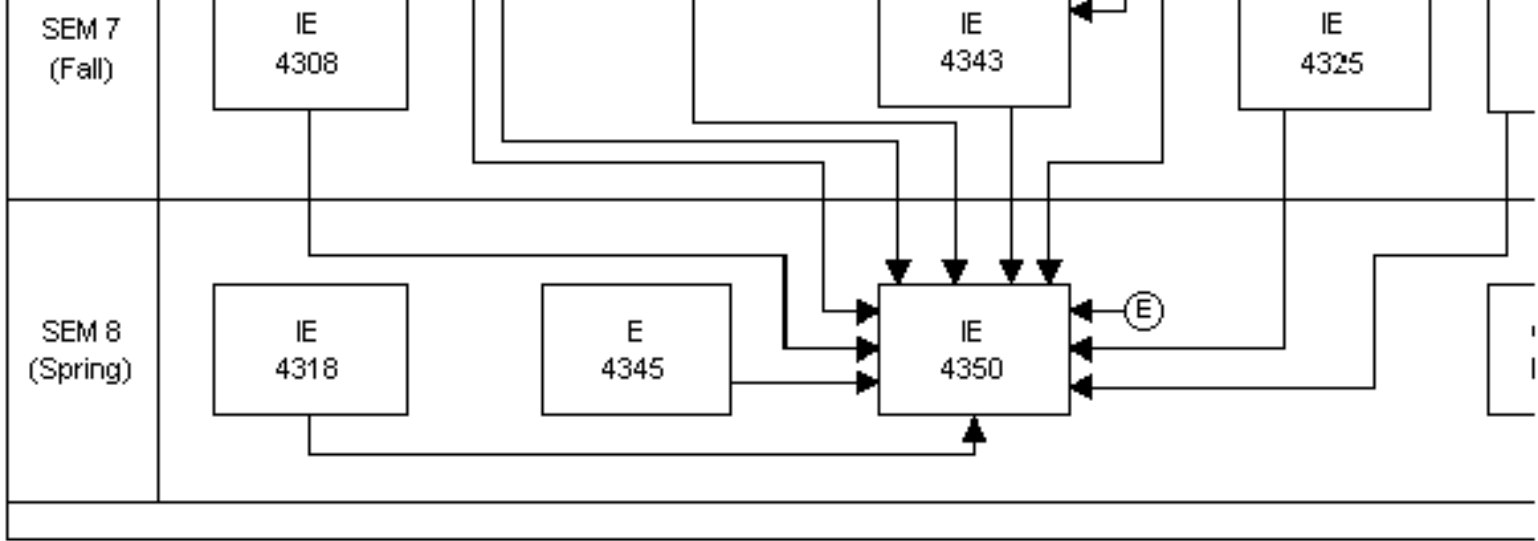 SEM 7
(Fall)
IE
4308
IE
4343
IE
4325
SEM 8
(Spring)
IE
4318
E
4345
IE
4350
E